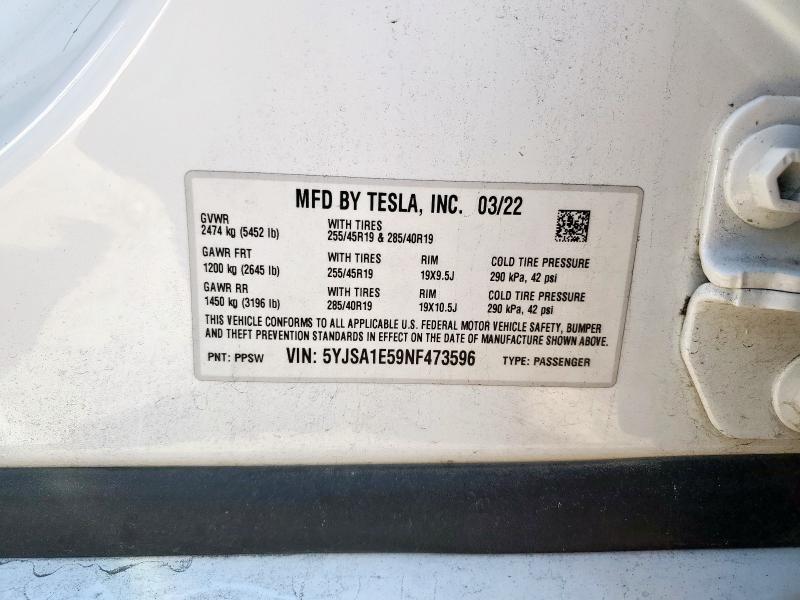 MFD BY TESLA, INC. 03/22
GVWR
2474 kg (5452 lb)
WITH TIRES
255/45R19 & 285/40R19
GAWR FRT
1200 kg (2645 lb)
WITH TIRES
255/45R19
RIM
19X9.5J
COLD TIRE PRESSURE
290 kPa, 42 psi
GAWR RR
1450 kg (3196 lb)
WITH TIRES
285/40R19
RIM
19X10.5J
COLD TIRE PRESSURE
290 kPa, 42 psi
THIS VEHICLE CONFORMS TO ALL APPLICABLE U.S. FEDERAL MOTOR VEHICLE SAFETY, BUMPER
AND THEFT PREVENTION STANDARDS IN EFFECT ON THE DATE OF MANUFACTURE SHOWN ABOVE.
PNT: PPSW VIN: 5YJSA1E59NF473596 TYPE: PASSENGER